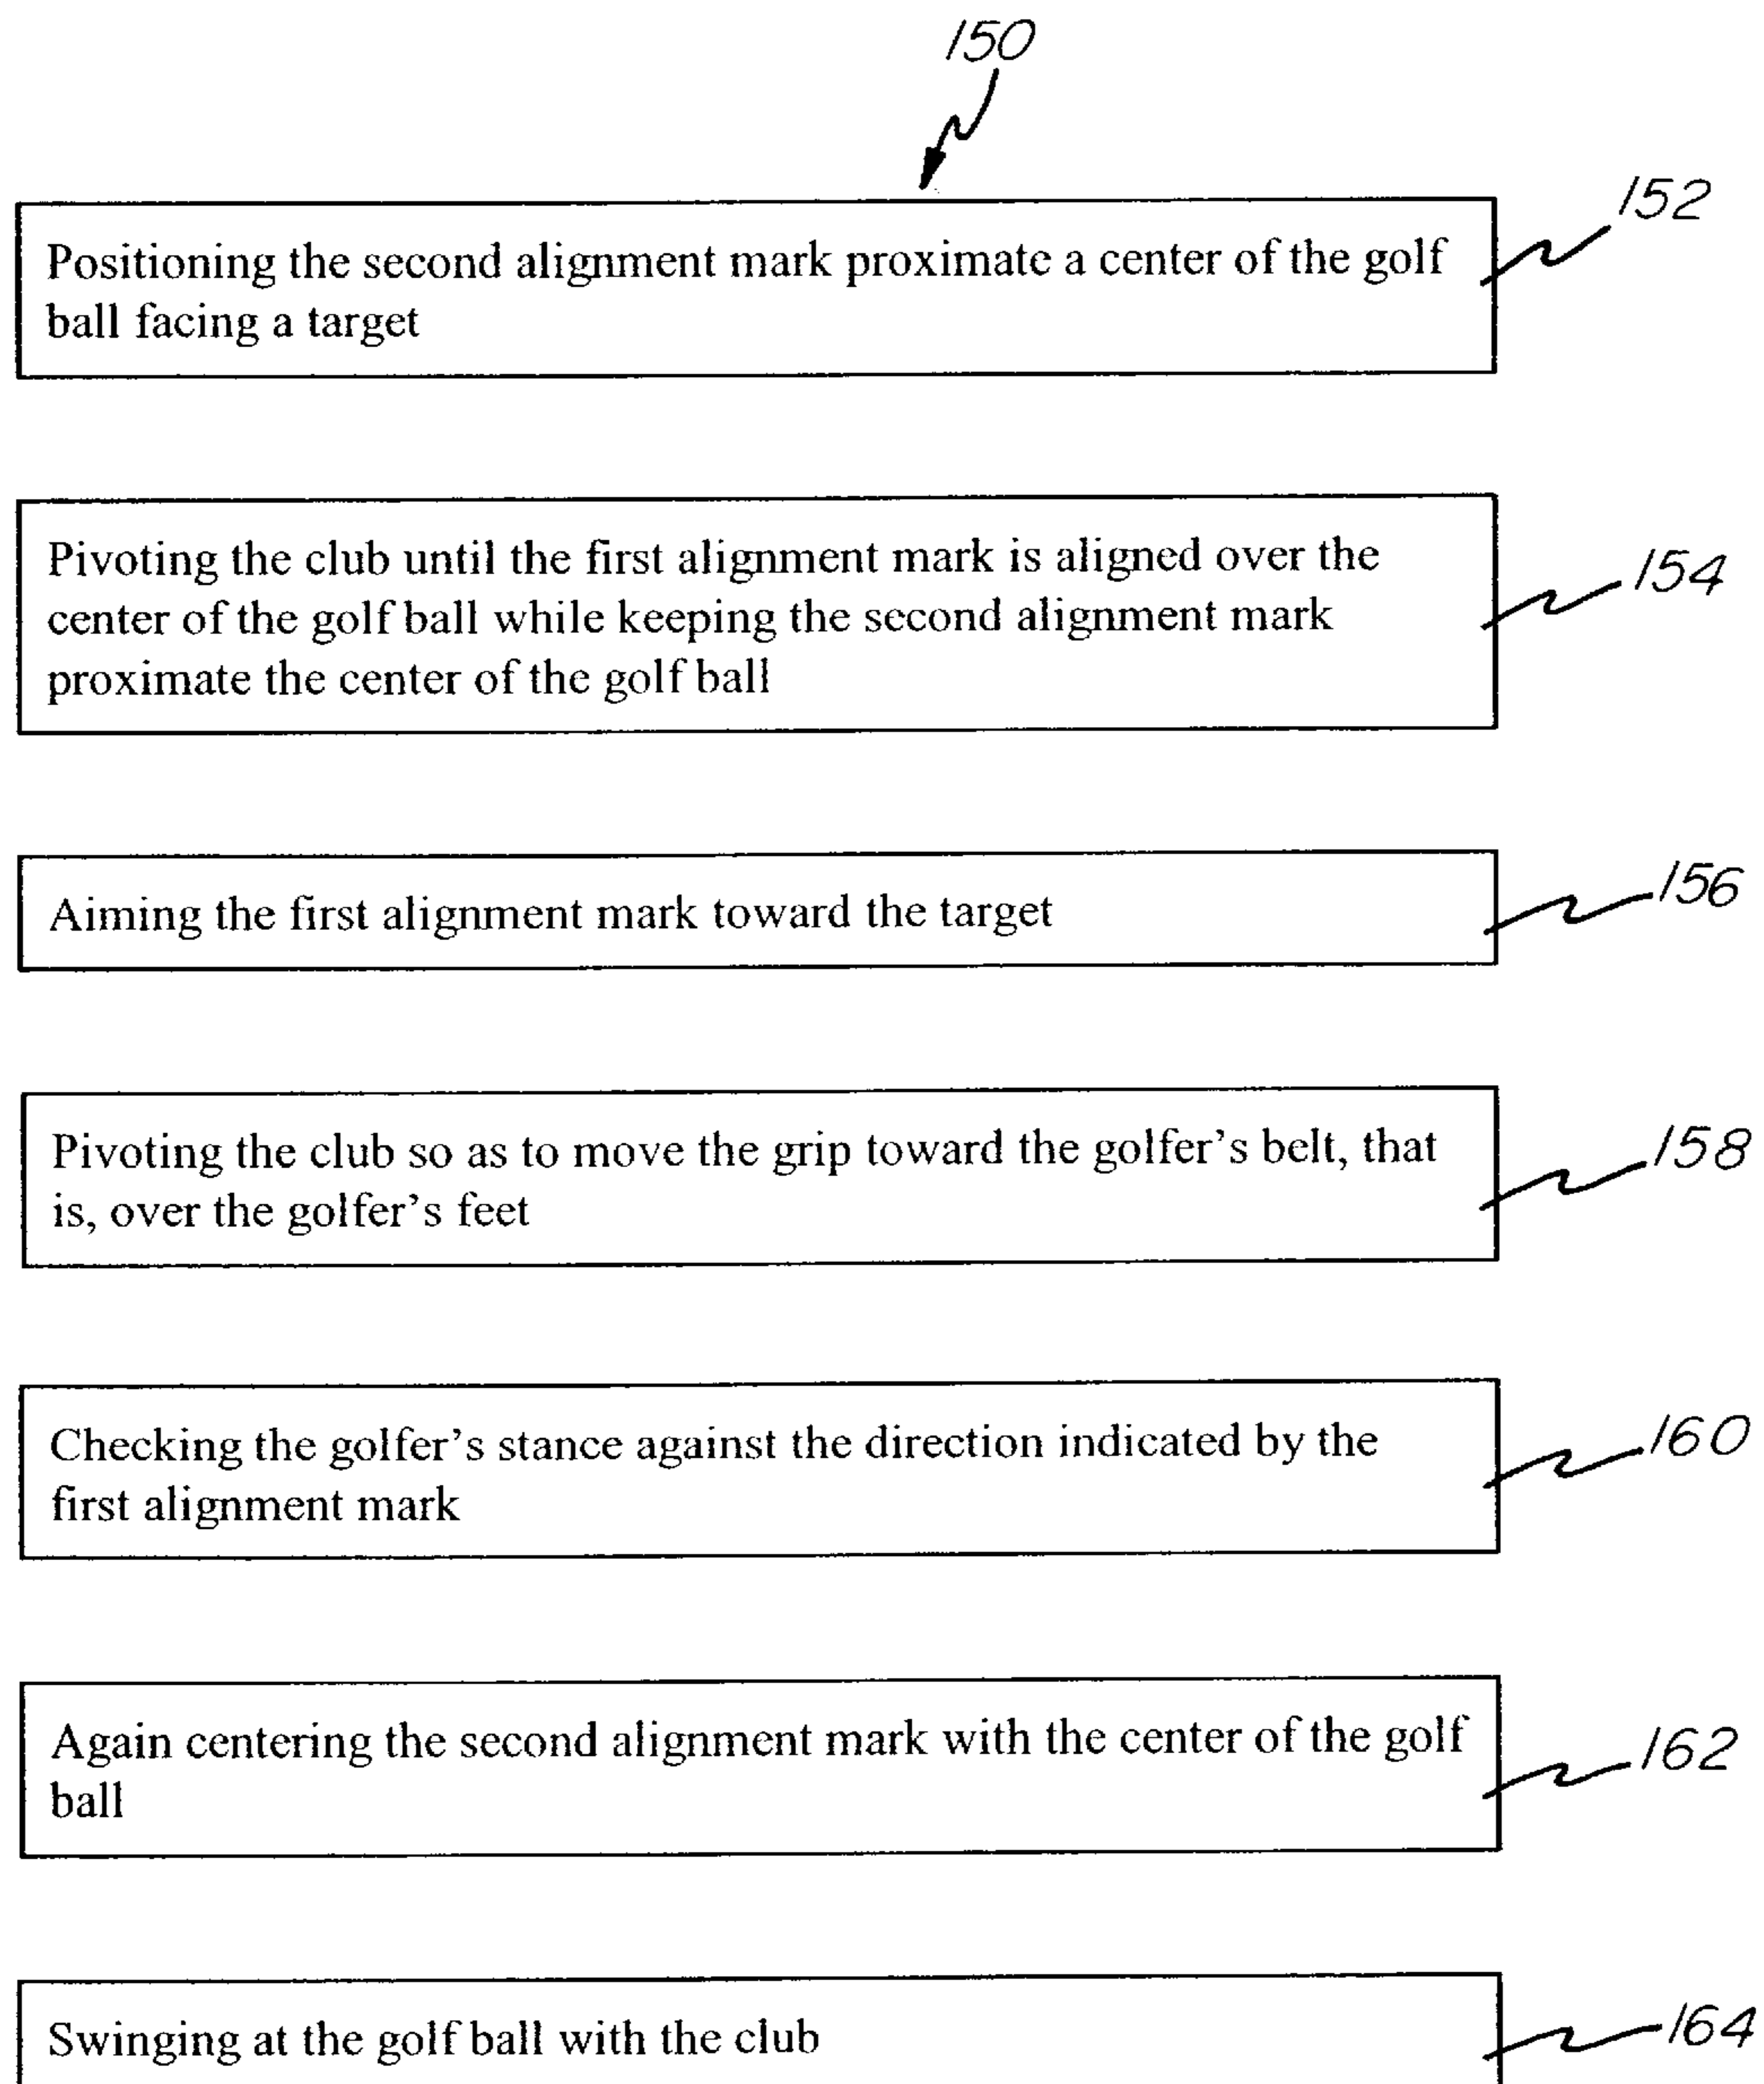 150
152
Positioning the second alignment mark proximate a center of the golf
ball facing a target
154
Pivoting the club until the first alignment mark is aligned over the
center of the golf ball while keeping the second alignment mark
proximate the center of the golf ball
156
Aiming the first alignment mark toward the target
158
Pivoting the club so as to move the grip toward the golfer's belt, that
is, over the golfer's feet
160
Checking the golfer's stance against the direction indicated by the
first alignment mark
162
Again centering the second alignment mark with the center of the golf
ball
164
Swinging at the golf ball with the club